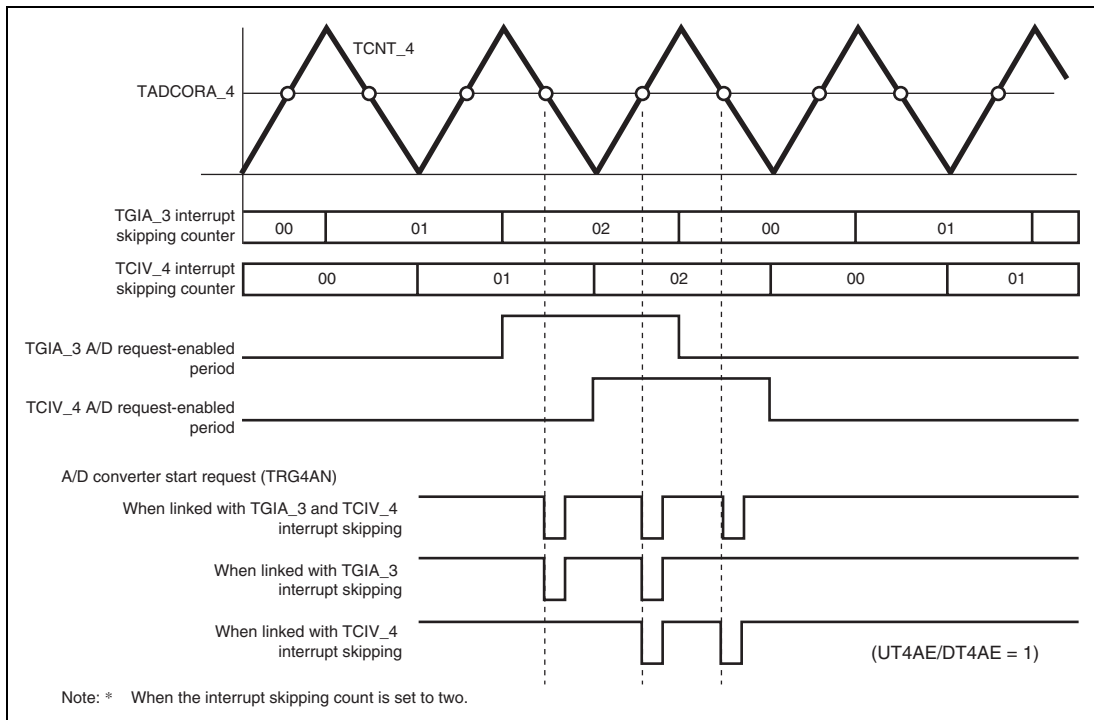 TCNT_4
TADCORA_4
TGIA_3 interrupt
skipping counter
00 01 02 00 01
TCIV_4 interrupt
skipping counter
00 01 02 00 01
TGIA_3 A/D request-enabled
period
TCIV_4 A/D request-enabled
period
A/D converter start request (TRG4AN)
When linked with TGIA_3 and TCIV_4
interrupt skipping
When linked with TGIA_3
interrupt skipping
When linked with TCIV_4
interrupt skipping
(UT4AE/DT4AE = 1)
Note: * When the interrupt skipping count is set to two.